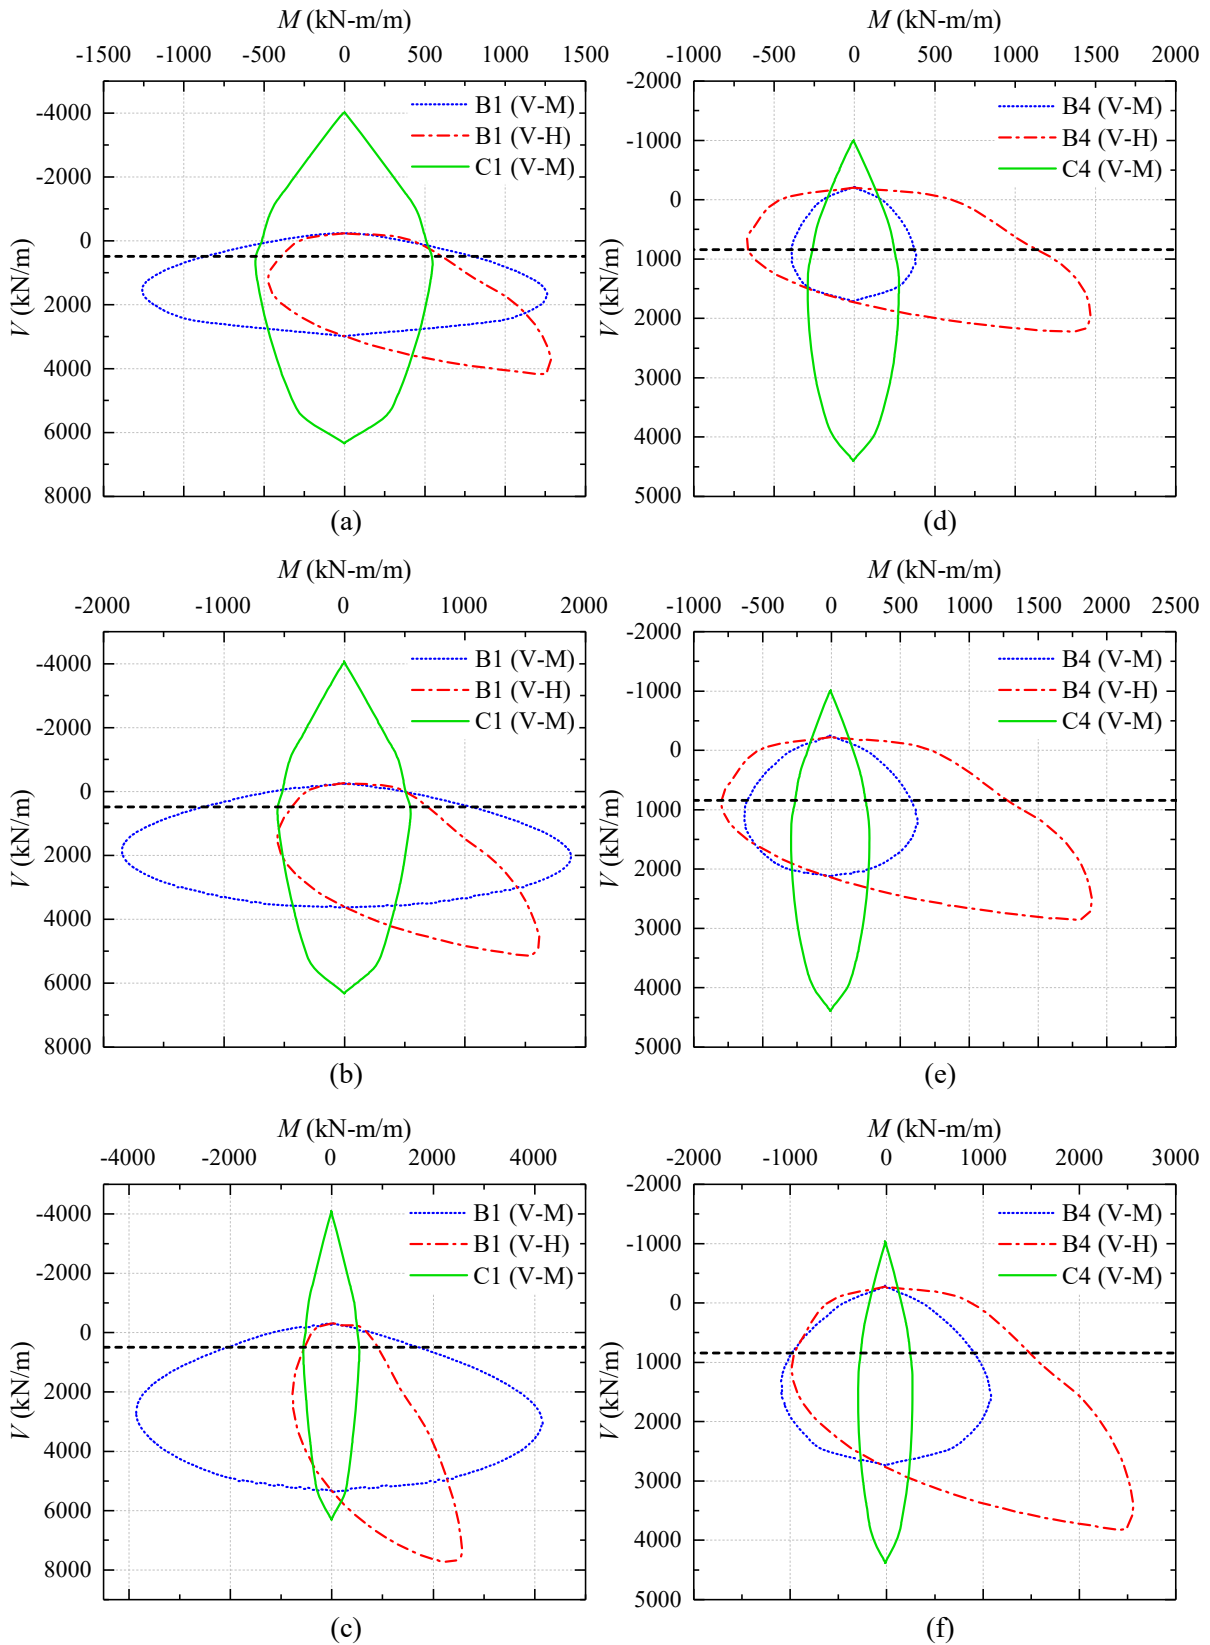 M (kN-m/m)
-1500 -1000 -500 0 500 1000 1500
-4000
-2000
0
2000
4000
6000
8000
V (kN/m)
B1 (V-M)
B1 (V-H)
C1 (V-M)
(a)
M (kN-m/m)
-1000 -500 0 500 1000 1500 2000
-2000
-1000
0
1000
2000
3000
4000
5000
V (kN/m)
B4 (V-M)
B4 (V-H)
C4 (V-M)
(d)
M (kN-m/m)
-2000 -1000 0 1000 2000
-4000
-2000
0
2000
4000
6000
8000
V (kN/m)
B1 (V-M)
B1 (V-H)
C1 (V-M)
(b)
M (kN-m/m)
-1000 -500 0 500 1000 1500 2000 2500
-2000
-1000
0
1000
2000
3000
4000
5000
V (kN/m)
B4 (V-M)
B4 (V-H)
C4 (V-M)
(e)
M (kN-m/m)
-4000 -2000 0 2000 4000
-4000
-2000
0
2000
4000
6000
8000
V (kN/m)
B1 (V-M)
B1 (V-H)
C1 (V-M)
(c)
M (kN-m/m)
-2000 -1000 0 1000 2000 3000
-2000
-1000
0
1000
2000
3000
4000
5000
V (kN/m)
B4 (V-M)
B4 (V-H)
C4 (V-M)
(f)